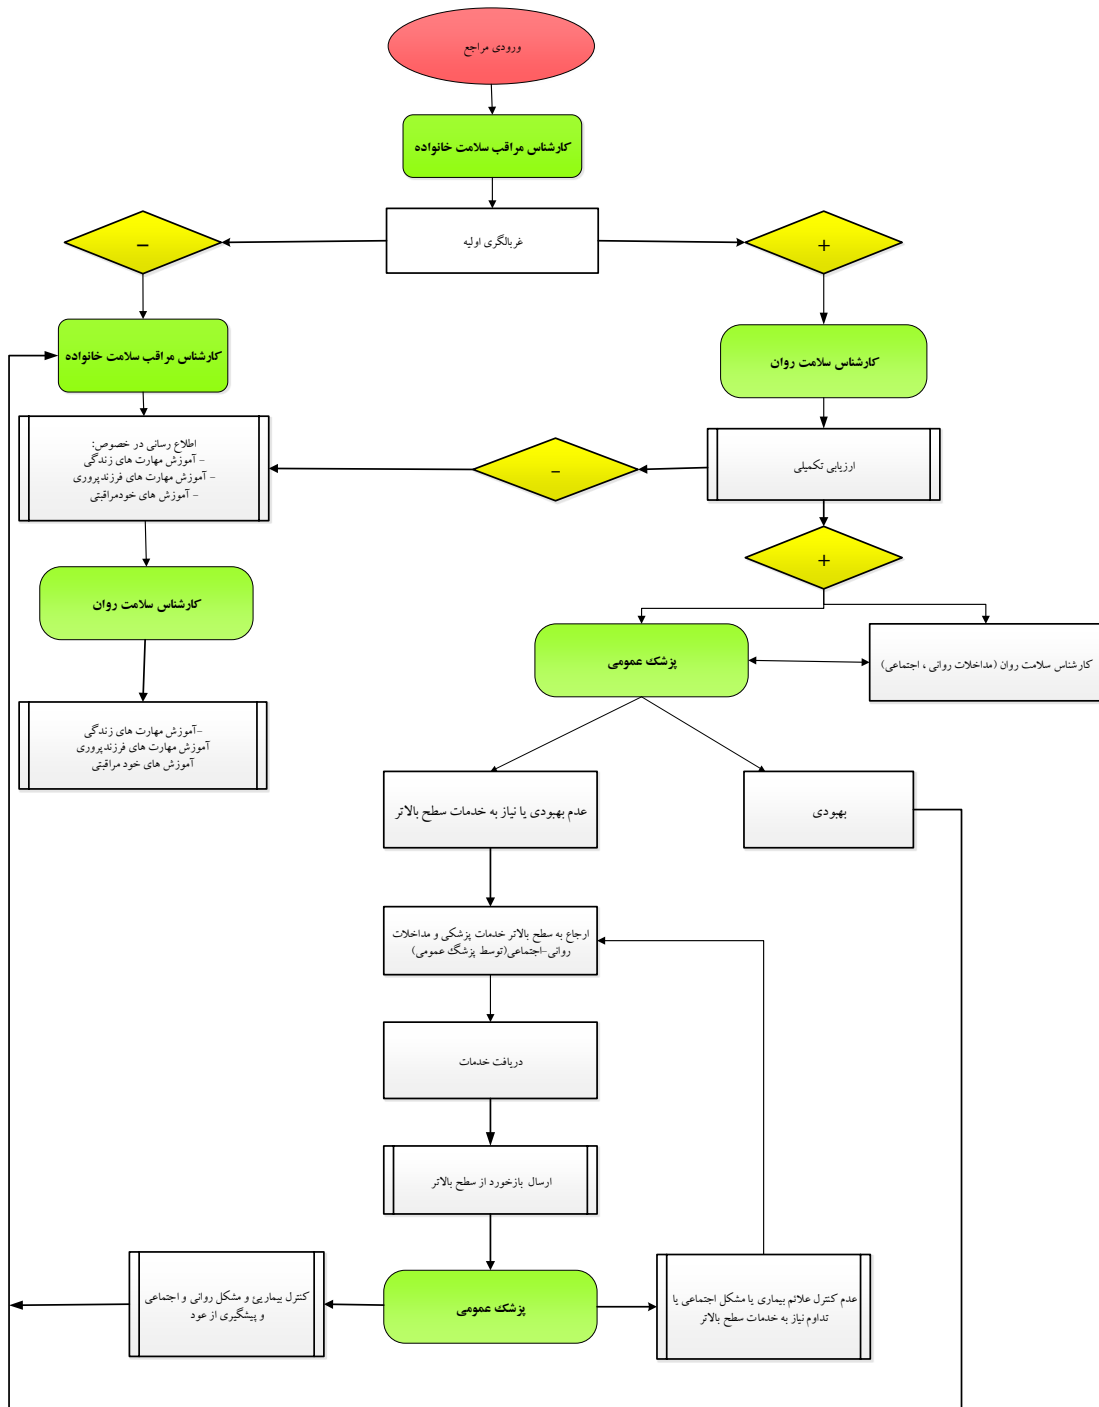 ورودی مراجع
کارشناس مراقب سلامت خانواده
غربالگری اولیه
–
+
کارشناس مراقب سلامت خانواده
کارشناس سلامت روان
اطلاع رسانی در خصوص:
- آموزش مهارت های زندگی
- آموزش مهارت های فرزندپروری
- آموزش های خودمراقبتی
–
ارزیابی تکمیلی
+
کارشناس سلامت روان
پزشک عمومی
کارشناس سلامت روان (مداخلات روانی ، اجتماعی)
-آموزش مهارت های زندگی
آموزش مهارت های فرزندپروری
آموزش های خود مراقبتی
عدم بهبودی یا نیاز به خدمات سطح بالاتر
بهبودی
ارجاع به سطح بالاتر خدمات پزشکی و مداخلات
روانی-اجتماعی(توسط پزشگ عمومی)
دریافت خدمات
ارسال بازخورد از سطح بالاتر
کنترل بیماریئ و مشکل روانی و اجتماعی
و پیشگیری از عود
پزشک عمومی
عدم کنترل علائم بیماری یا مشکل اجتماعی یا
تداوم نیاز به خدمات سطح بالاتر